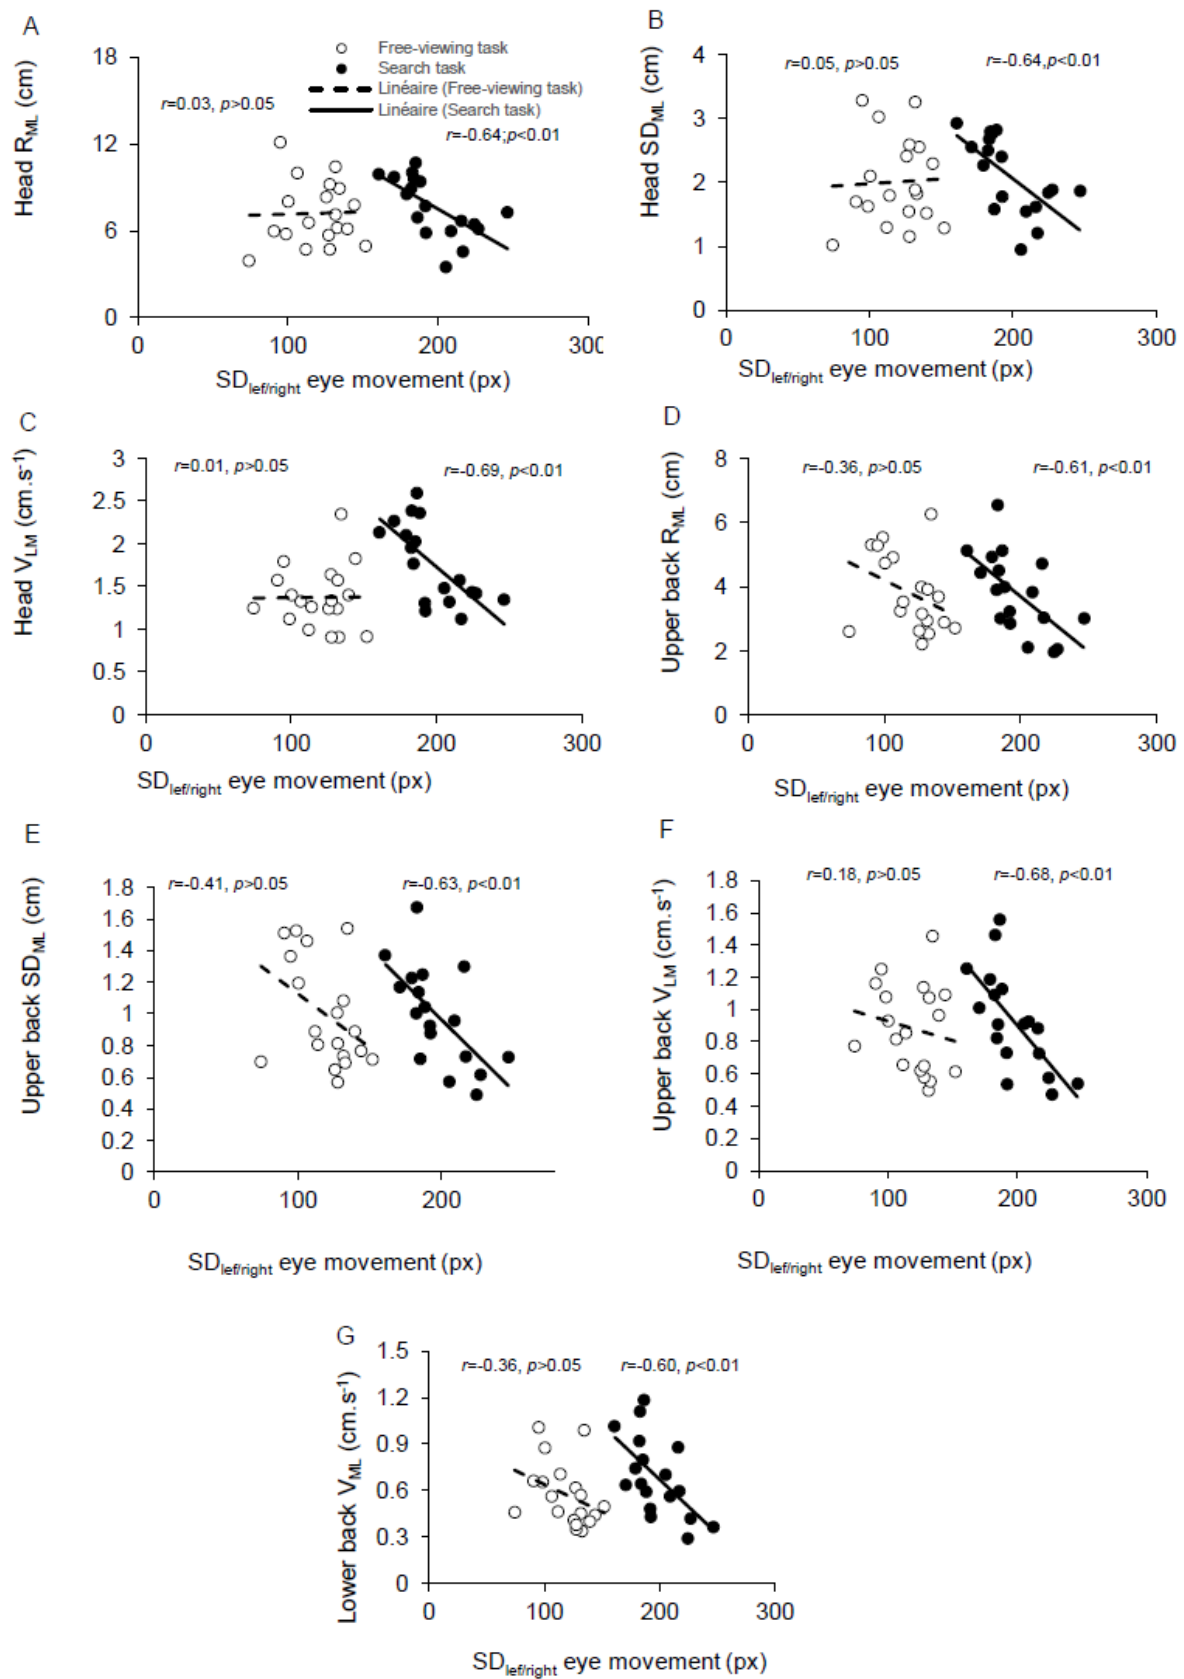 A
Free-viewing task
Search task
Linéaire (Free-viewing task)
Linéaire (Search task)
r=0.03, p>0.05
r=-0.64;p<0.01
Head RML (cm)
18
12
6
0
0 100 200 300
SDlef/right eye movement (px)
B
r=0.05, p>0.05
r=-0.64,p<0.01
Head SDML (cm)
4
3
2
1
0
0 100 200 300
SDlef/right eye movement (px)
C
r=0.01, p>0.05
r=-0.69, p<0.01
Head VLM (cm.s-1)
3
2.5
2
1.5
1
0.5
0
0 100 200 300
SDlef/right eye movement (px)
D
r=-0.36, p>0.05
r=-0.61, p<0.01
Upper back RML (cm)
8
6
4
2
0
0 100 200 300
SDlef/right eye movement (px)
E
r=-0.41, p>0.05
r=-0.63, p<0.01
Upper back SDML (cm)
1.8
1.6
1.4
1.2
1
0.8
0.6
0.4
0.2
0
0 100 200
SDlef/right eye movement (px)
F
r=0.18, p>0.05
r=-0.68, p<0.01
Upper back VLM (cm.s-1)
1.8
1.6
1.4
1.2
1
0.8
0.6
0.4
0.2
0
0 100 200 300
SDlef/right eye movement (px)
G
r=-0.36, p>0.05
r=-0.60, p<0.01
Lower back VML (cm.s-1)
1.5
1.2
0.9
0.6
0.3
0
0 100 200 300
SDlef/right eye movement (px)